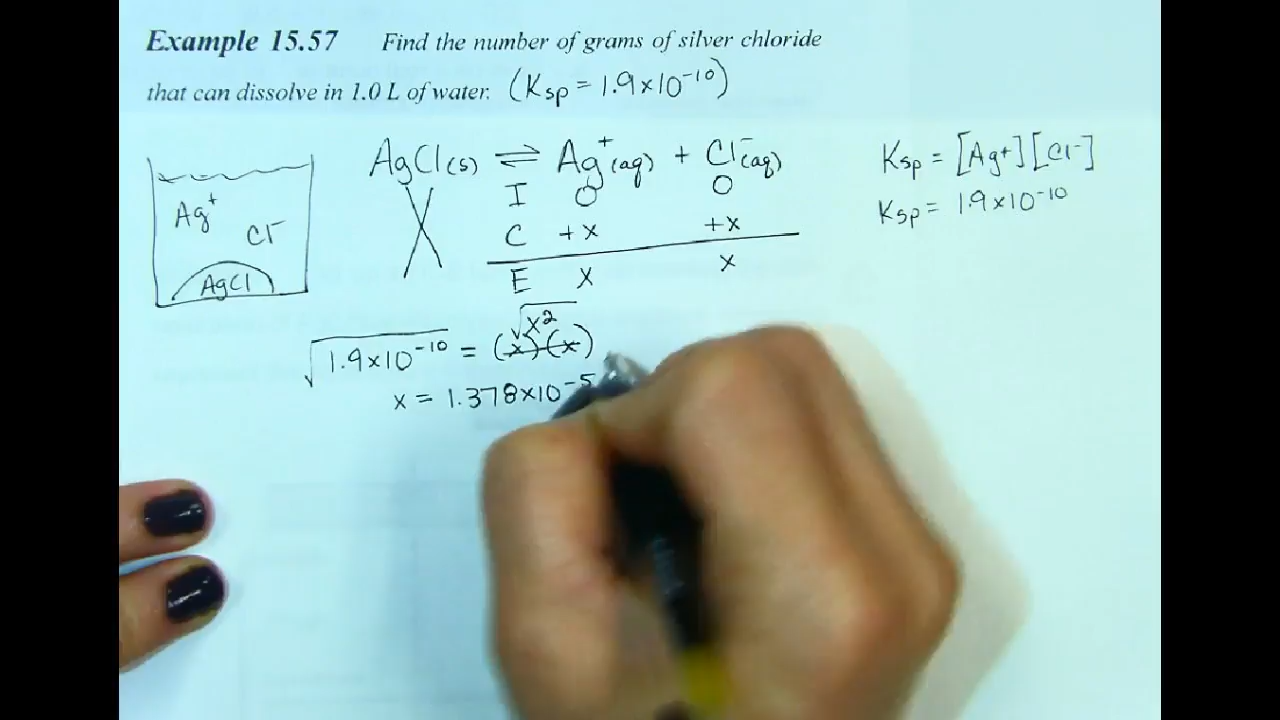 Example 15.57 Find the number of grams of silver chloride
that can dissolve in 1.0 L of water. (Ksp = 1.9×10⁻¹⁰)
AgCl(s) ⇌ Ag⁺(aq) + Cl⁻(aq)
I 0 0
C +x +x
E x x
Ag⁺
Cl⁻
AgCl
Ksp = [Ag⁺][Cl⁻]
Ksp = 1.9×10⁻¹⁰
√x²
√1.9×10⁻¹⁰ = (x)(x)
x = 1.378×10⁻⁵